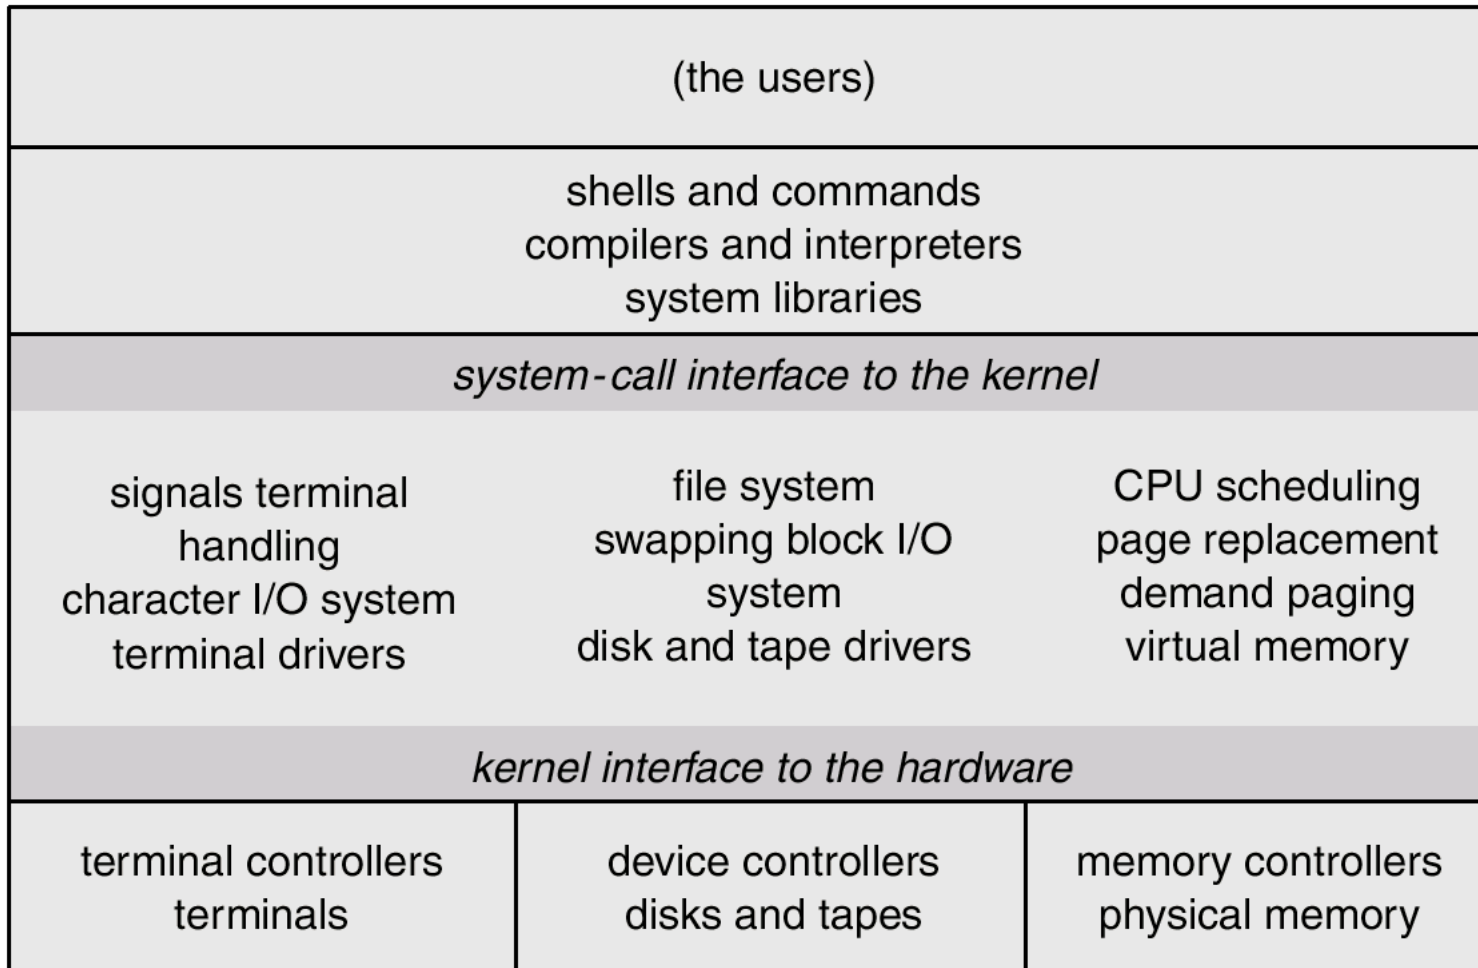 (the users)
shells and commands
compilers and interpreters
system libraries
system-call interface to the kernel
signals terminal
handling
character I/O system
terminal drivers
file system
swapping block I/O
system
disk and tape drivers
CPU scheduling
page replacement
demand paging
virtual memory
kernel interface to the hardware
terminal controllers
terminals
device controllers
disks and tapes
memory controllers
physical memory